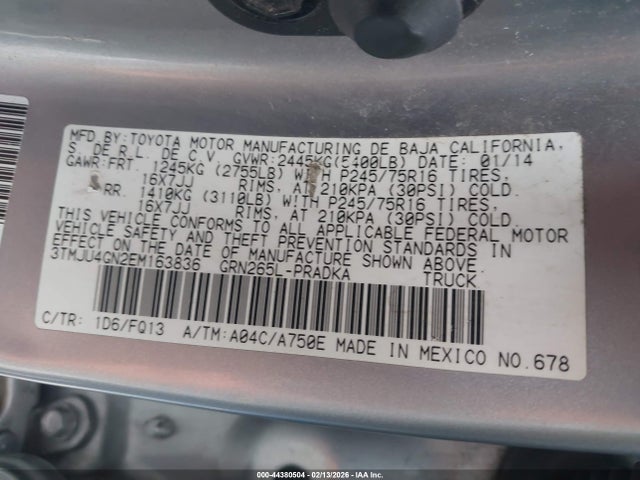 MFD. BY: TOYOTA MOTOR MANUFACTURING DE BAJA CALIFORNIA,
S. DE R.L. DE C.V. GVWR: 2445KG(5400LB) DATE: 01/14
GAWR: FRT. 1245KG (2755LB) WITH P245/75R16 TIRES,
16X7JJ RIMS, AT 210KPA (30PSI) COLD.
RR. 1410KG (3110LB) WITH P245/75R16 TIRES,
16X7JJ RIMS, AT 210KPA (30PSI) COLD.
THIS VEHICLE CONFORMS TO ALL APPLICABLE FEDERAL MOTOR
VEHICLE SAFETY AND THEFT PREVENTION STANDARDS IN
EFFECT ON THE DATE OF MANUFACTURE SHOWN ABOVE.
3TMJU4GN2EM163836 GRN265L-PRADKA TRUCK
C/TR: 1D6/FQ13 A/TM: A04C/A750E MADE IN MEXICO NO. 678
000-44380504 - 02/13/2026 - IAA Inc.